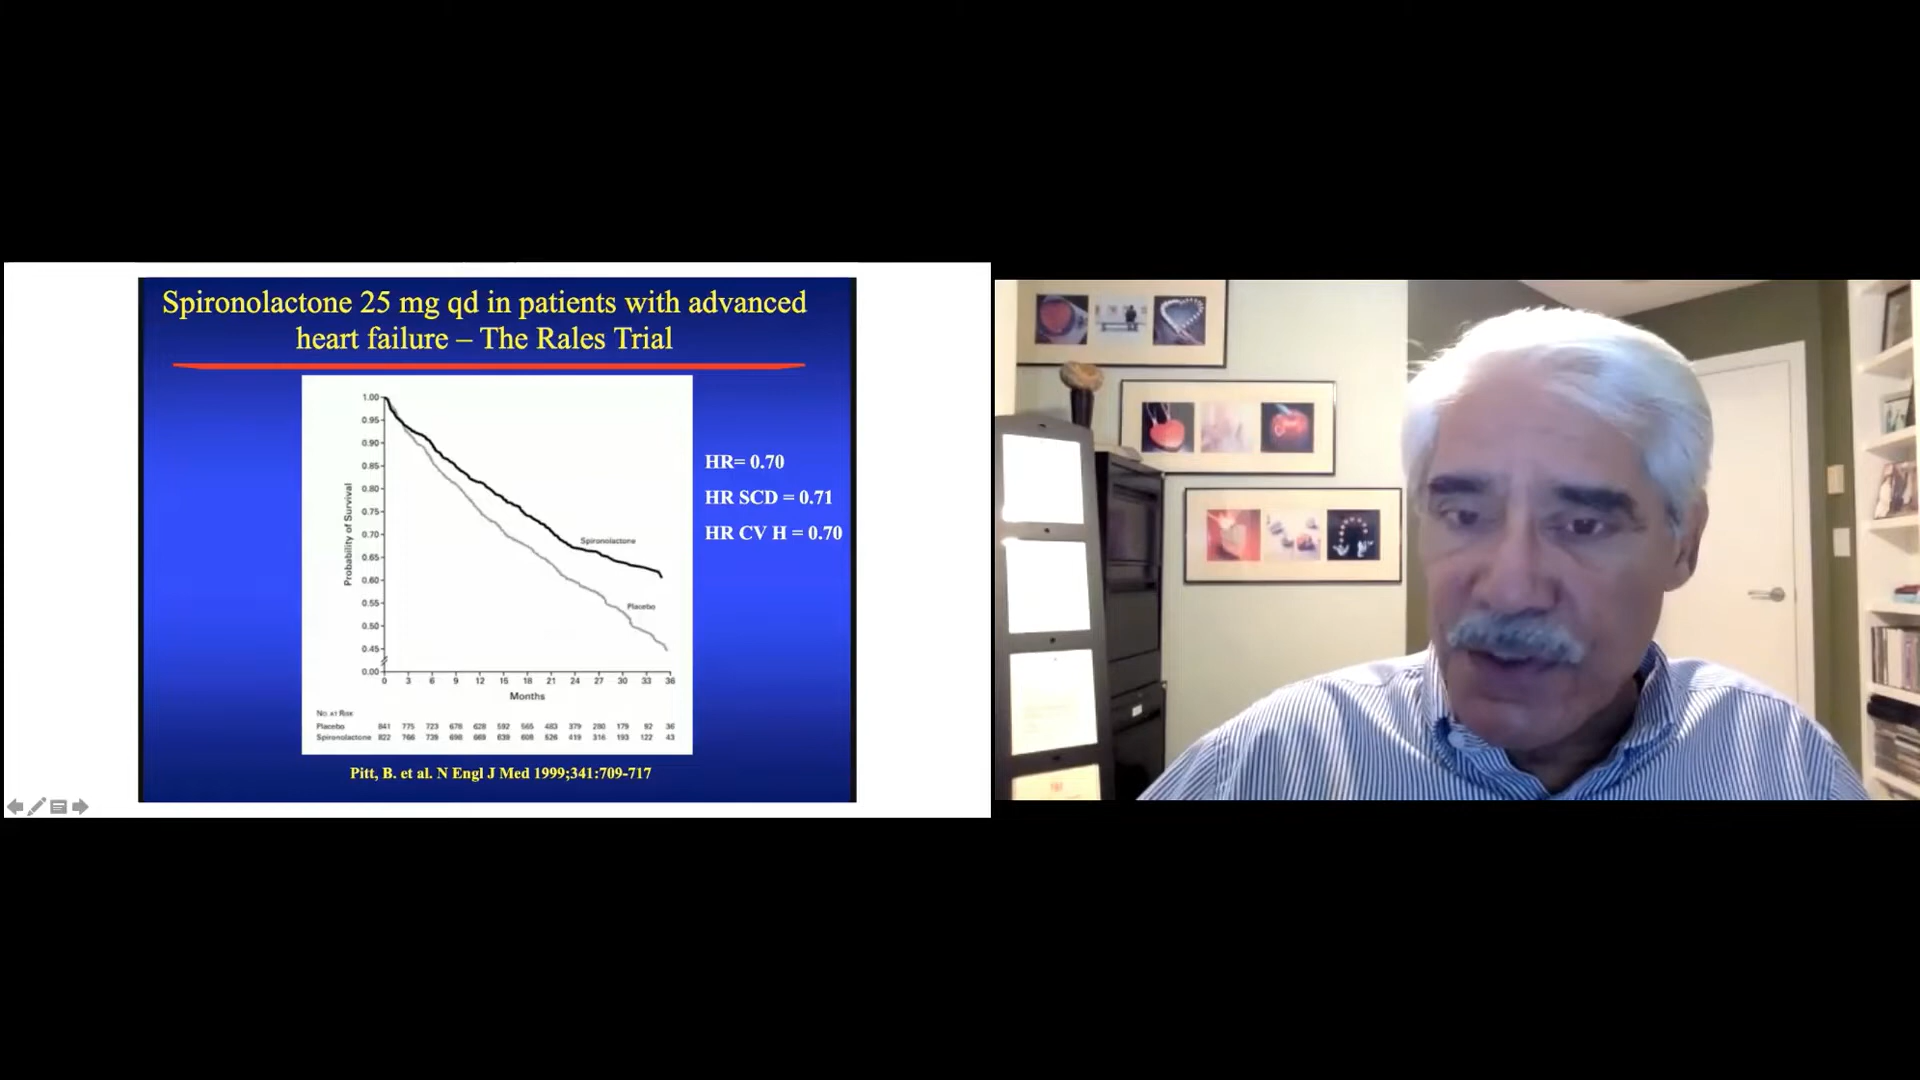 Spironolactone 25 mg qd in patients with advanced
heart failure – The Rales Trial
1.00
0.95
0.90
0.85
0.80
0.75
0.70
0.65
0.60
0.55
0.50
0.45
0.00
Probability of Survival
Spironolactone
Placebo
0 3 6 9 12 15 18 21 24 27 30 33 36
Months
No. at Risk
Placebo 841 775 723 678 628 592 565 483 379 280 179 92 36
Spironolactone 822 766 739 698 669 639 608 526 419 316 193 122 43
HR= 0.70
HR SCD = 0.71
HR CV H = 0.70
Pitt, B. et al. N Engl J Med 1999;341:709-717